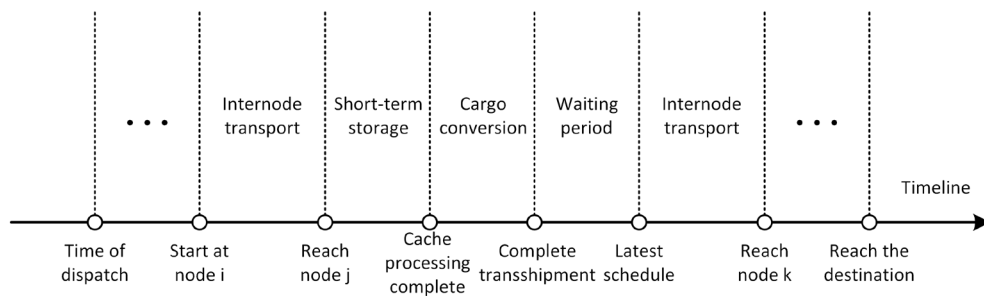 Internode
transport
Short-term
storage
Cargo
conversion
Waiting
period
Internode
transport
• • •
• • •
Timeline
Time of
dispatch
Start at
node i
Reach
node j
Cache
processing
complete
Complete
transshipment
Latest
schedule
Reach
node k
Reach the
destination